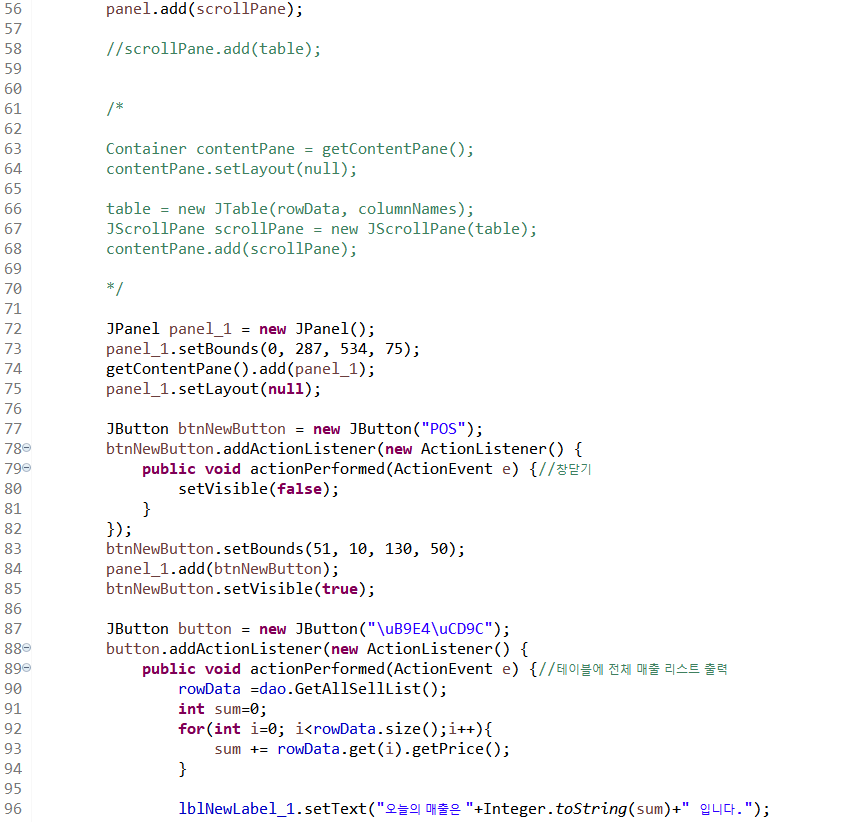 56 panel.add(scrollPane);
57
58 //scrollPane.add(table);
59
60
61 /*
62
63 Container contentPane = getContentPane();
64 contentPane.setLayout(null);
65
66 table = new JTable(rowData, columnNames);
67 JScrollPane scrollPane = new JScrollPane(table);
68 contentPane.add(scrollPane);
69
70 */
71
72 JPanel panel_1 = new JPanel();
73 panel_1.setBounds(0, 287, 534, 75);
74 getContentPane().add(panel_1);
75 panel_1.setLayout(null);
76
77 JButton btnNewButton = new JButton("POS");
78 btnNewButton.addActionListener(new ActionListener() {
79 public void actionPerformed(ActionEvent e) {//창닫기
80 setVisible(false);
81 }
82 });
83 btnNewButton.setBounds(51, 10, 130, 50);
84 panel_1.add(btnNewButton);
85 btnNewButton.setVisible(true);
86
87 JButton button = new JButton("\uB9E4\uCD9C");
88 button.addActionListener(new ActionListener() {
89 public void actionPerformed(ActionEvent e) {//테이블에 전체 매출 리스트 출력
90 rowData =dao.GetAllSellList();
91 int sum=0;
92 for(int i=0; i<rowData.size();i++){
93 sum += rowData.get(i).getPrice();
94 }
95
96 lblNewLabel_1.setText("오늘의 매출은 "+Integer.toString(sum)+" 입니다.");